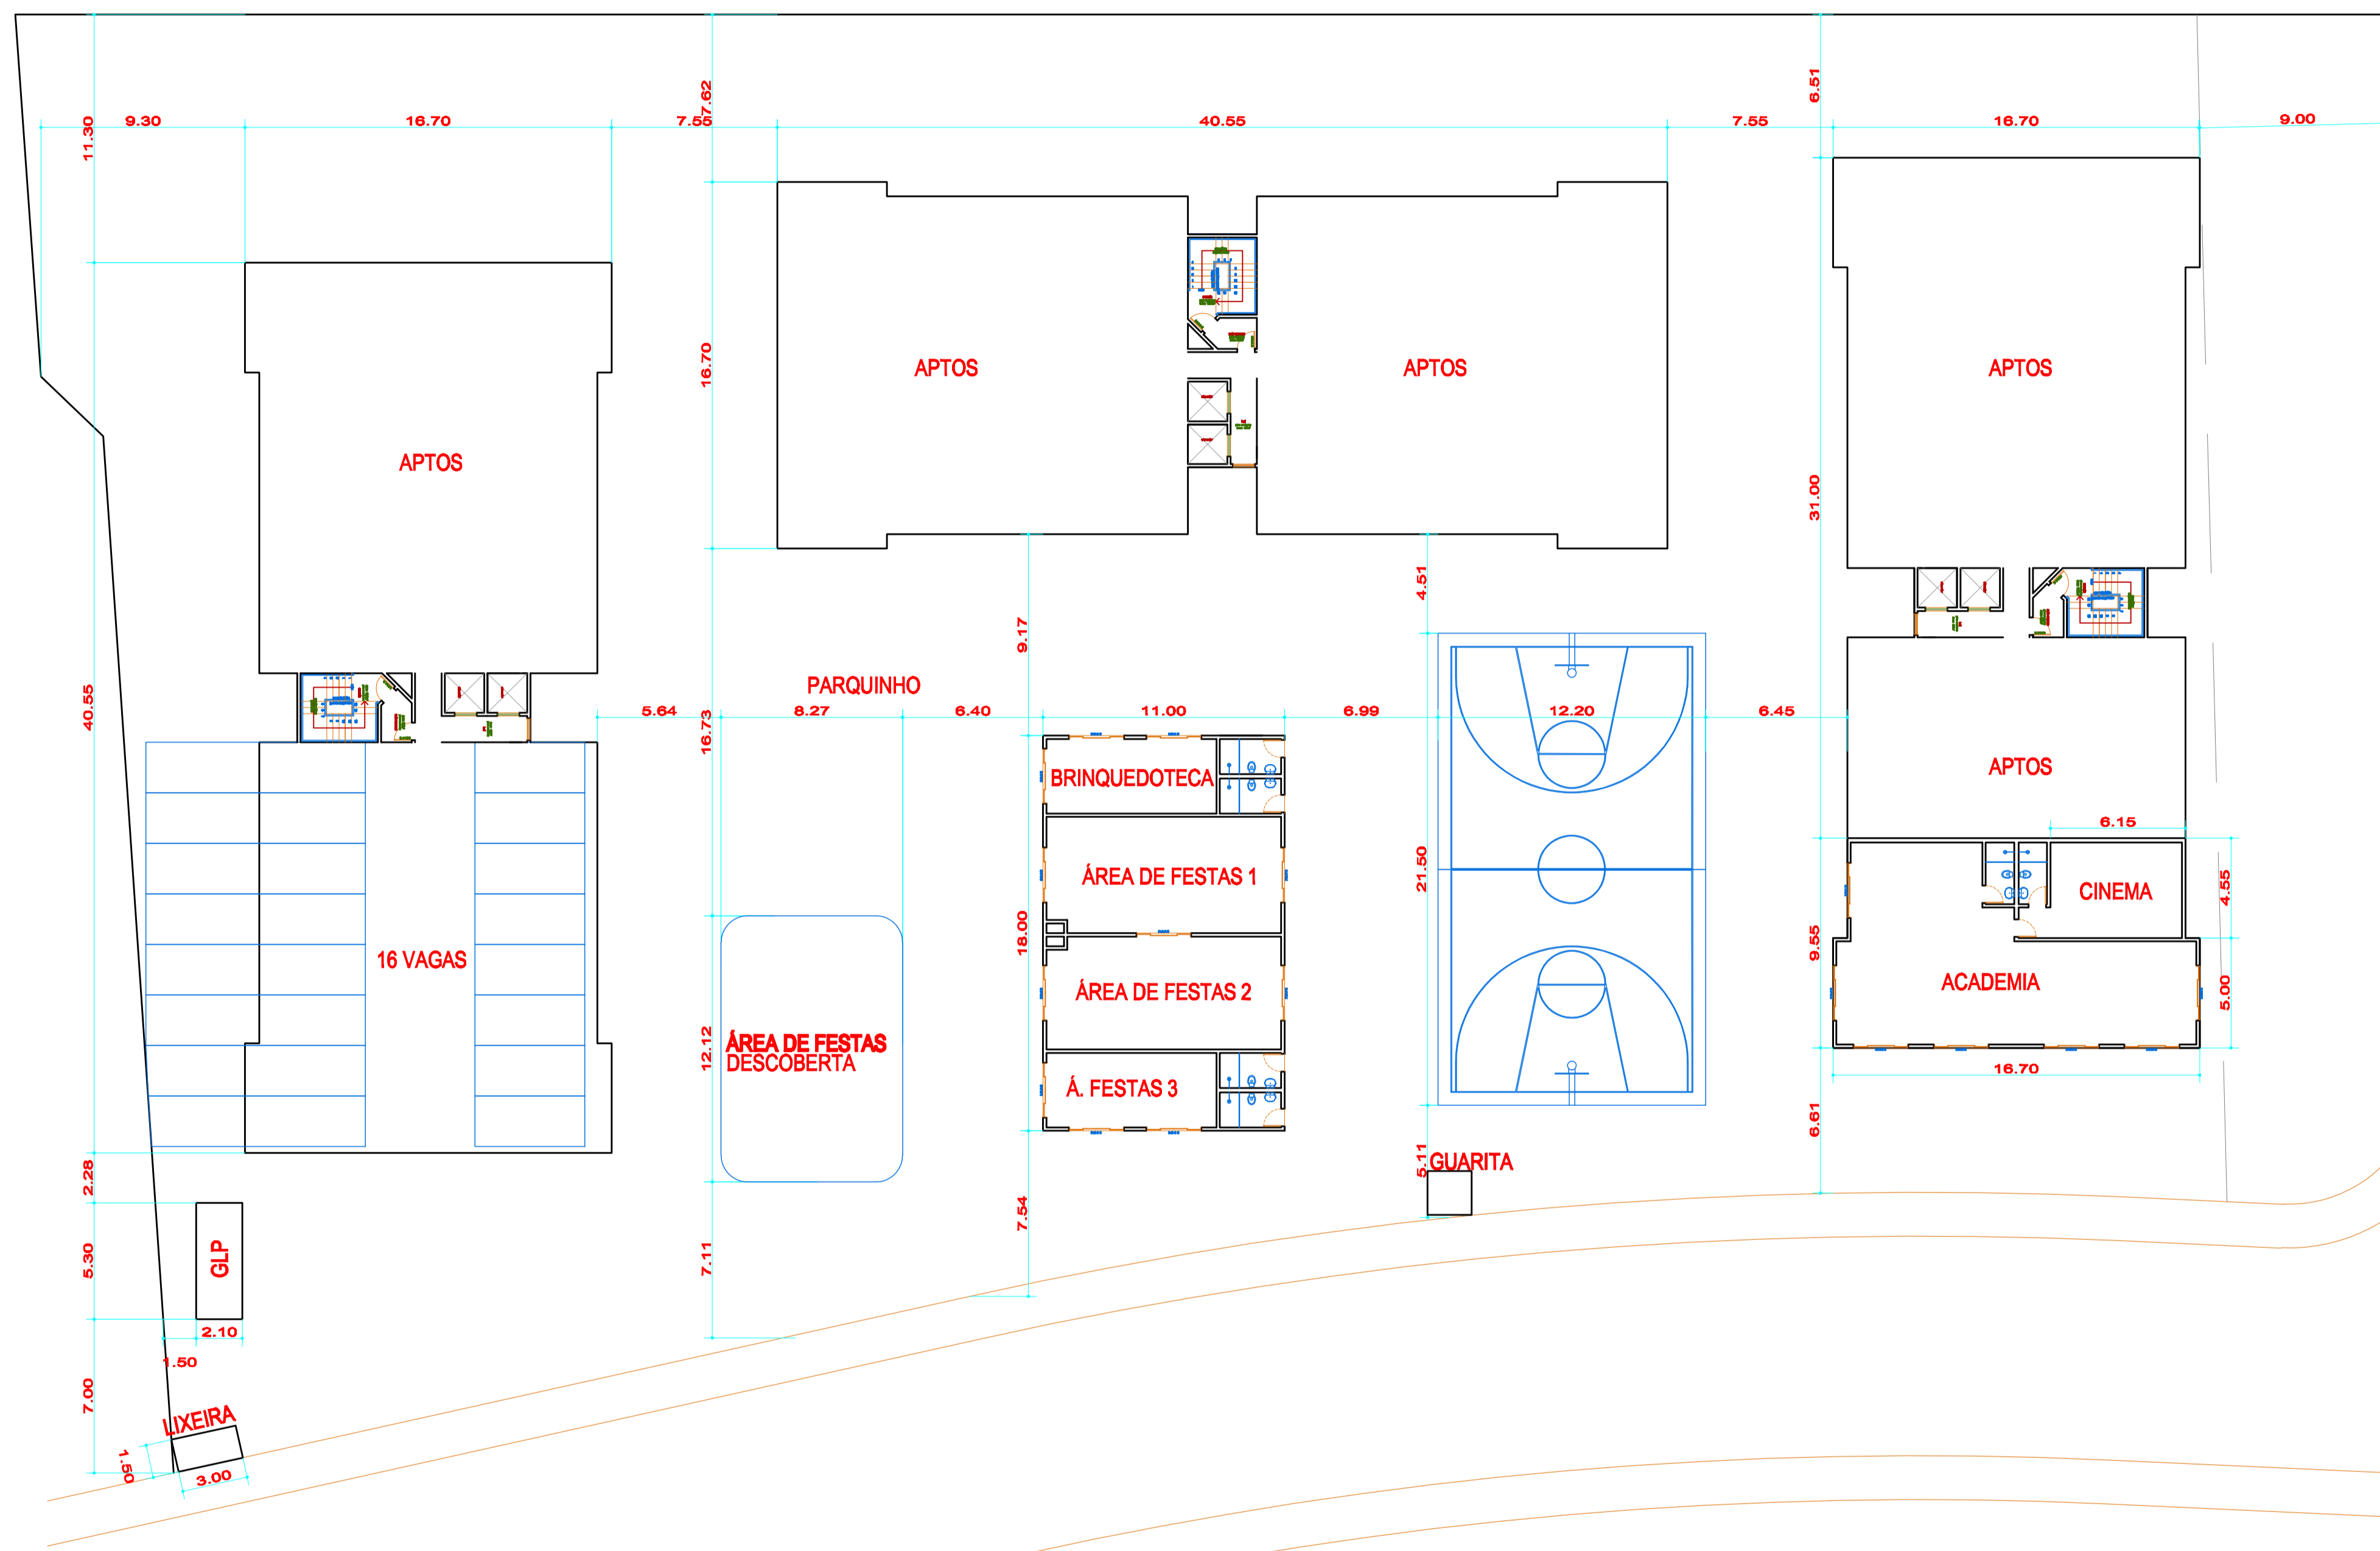 6.51
7.62
11.30
9.30
16.70
7.55
40.55
7.55
16.70
9.00
16.70
APTOS
APTOS
APTOS
APTOS
31.00
4.51
9.17
40.55
PARQUINHO
16.73
5.64
8.27
6.40
11.00
6.99
12.20
6.45
BRINQUEDOTECA
APTOS
6.15
ÁREA DE FESTAS 1
21.50
CINEMA
4.55
18.00
9.55
16 VAGAS
ÁREA DE FESTAS 2
ACADEMIA
5.00
12.12
ÁREA DE FESTAS
DESCOBERTA
Á. FESTAS 3
16.70
6.61
2.28
5.11
GUARITA
7.54
GLP
5.30
7.11
2.10
1.50
7.00
LIXEIRA
1.50
3.00